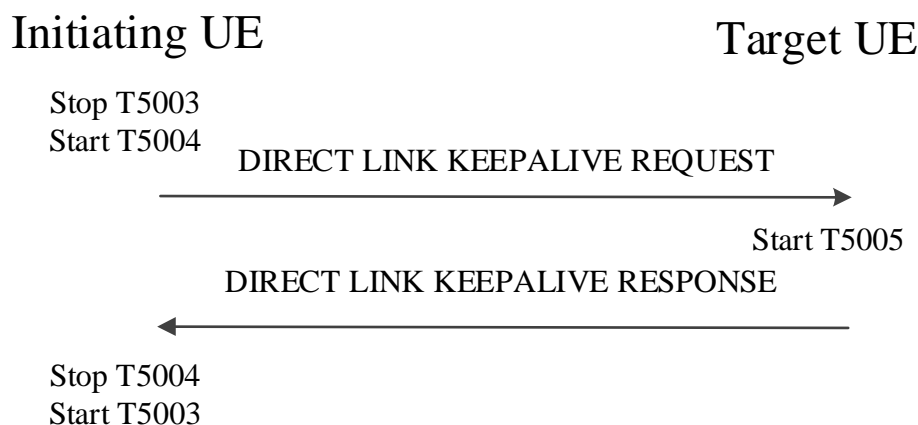 Initiating UE
Target UE
Stop T5003
Start T5004
DIRECT LINK KEEPALIVE REQUEST
Start T5005
DIRECT LINK KEEPALIVE RESPONSE
Stop T5004
Start T5003